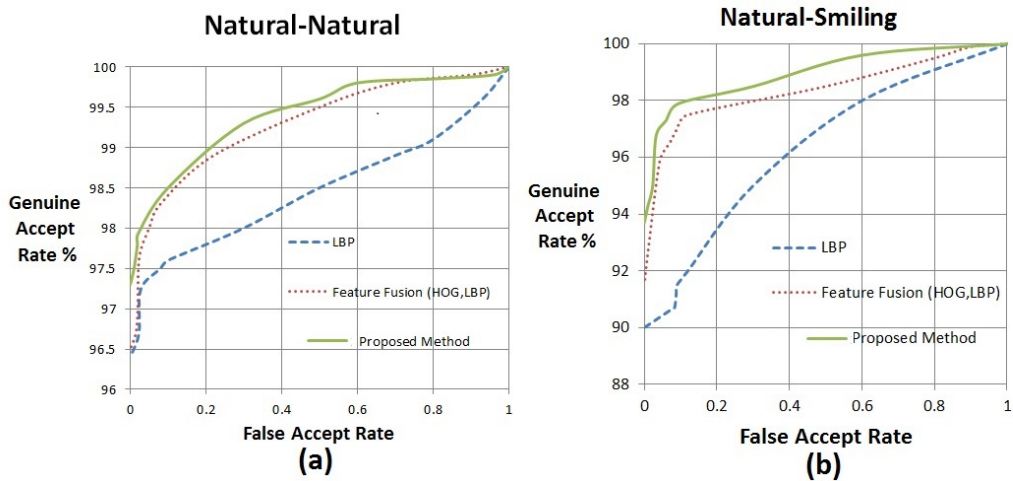 Natural-Natural
100
99.5
99
98.5
98
97.5
97
96.5
96
Genuine
Accept
Rate %
LBP
Feature Fusion (HOG,LBP)
Proposed Method
0
0.2
0.4
0.6
0.8
1
False Accept Rate
(a)
Natural-Smiling
100
98
96
94
92
90
88
Genuine
Accept
Rate %
LBP
Feature Fusion (HOG,LBP)
Proposed Method
0
0.2
0.4
0.6
0.8
1
False Accept Rate
(b)